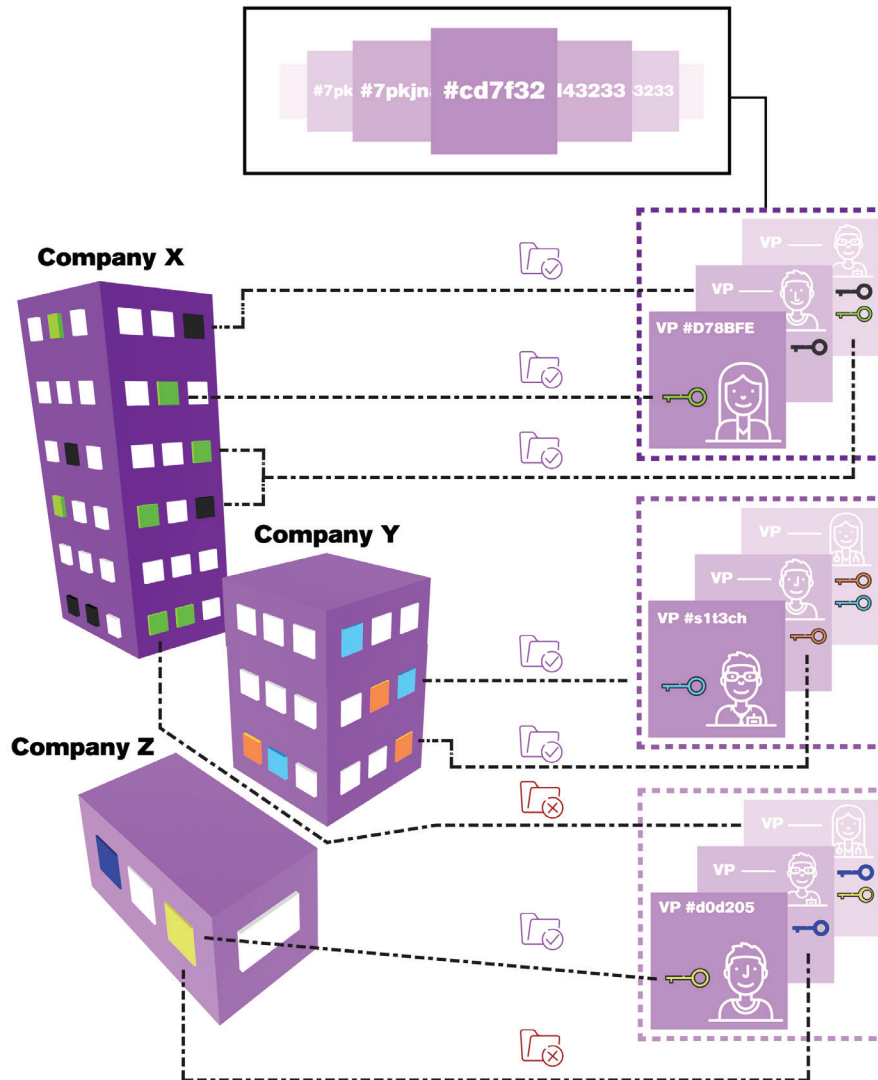 #7pk #7pkjn #cd7f32 l43233 3233
Company X
VP
VP
VP #D78BFE
Company Y
VP
VP
VP #s1t3ch
Company Z
VP
VP
VP #d0d205